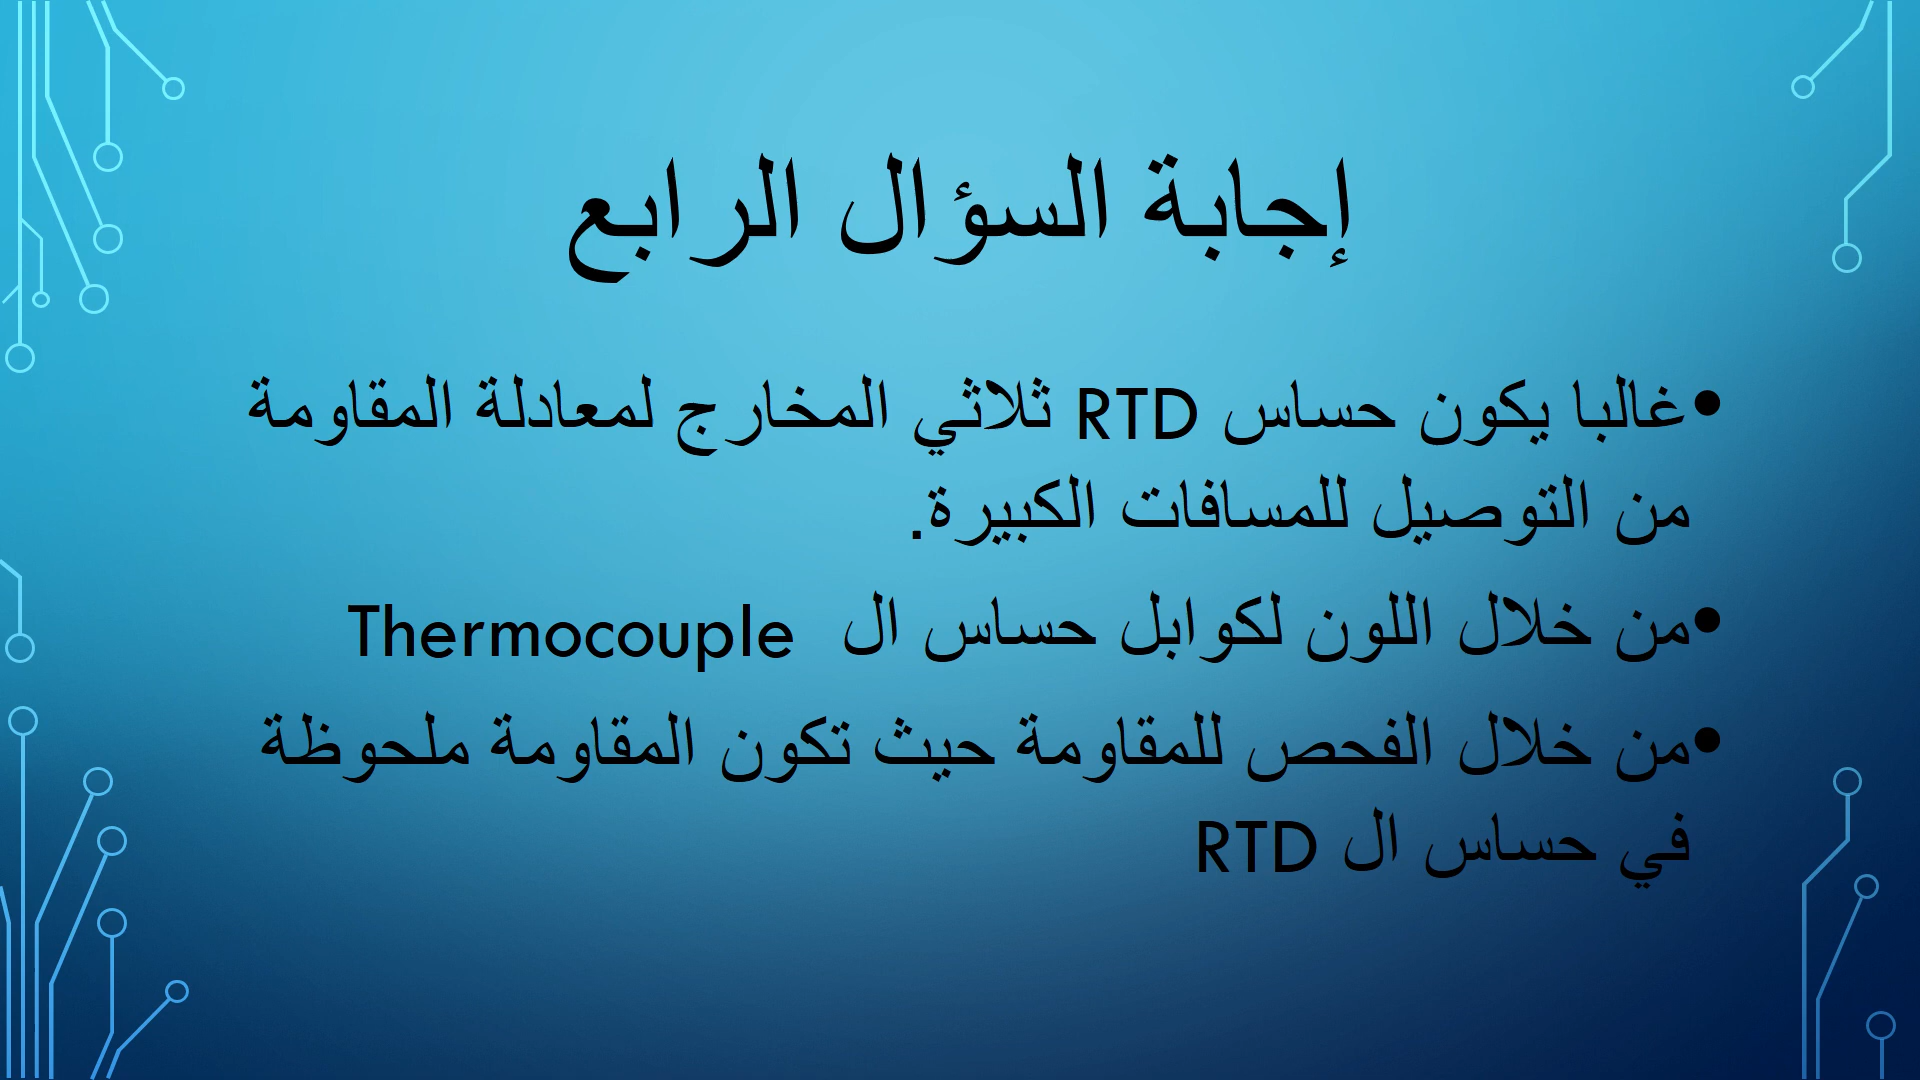 إجابة السؤال الرابع
•غالبا يكون حساس RTD ثلاثي المخارج لمعادلة المقاومة
من التوصيل للمسافات الكبيرة.
•من خلال اللون لكوابل حساس ال Thermocouple
•من خلال الفحص للمقاومة حيث تكون المقاومة ملحوظة
في حساس ال RTD